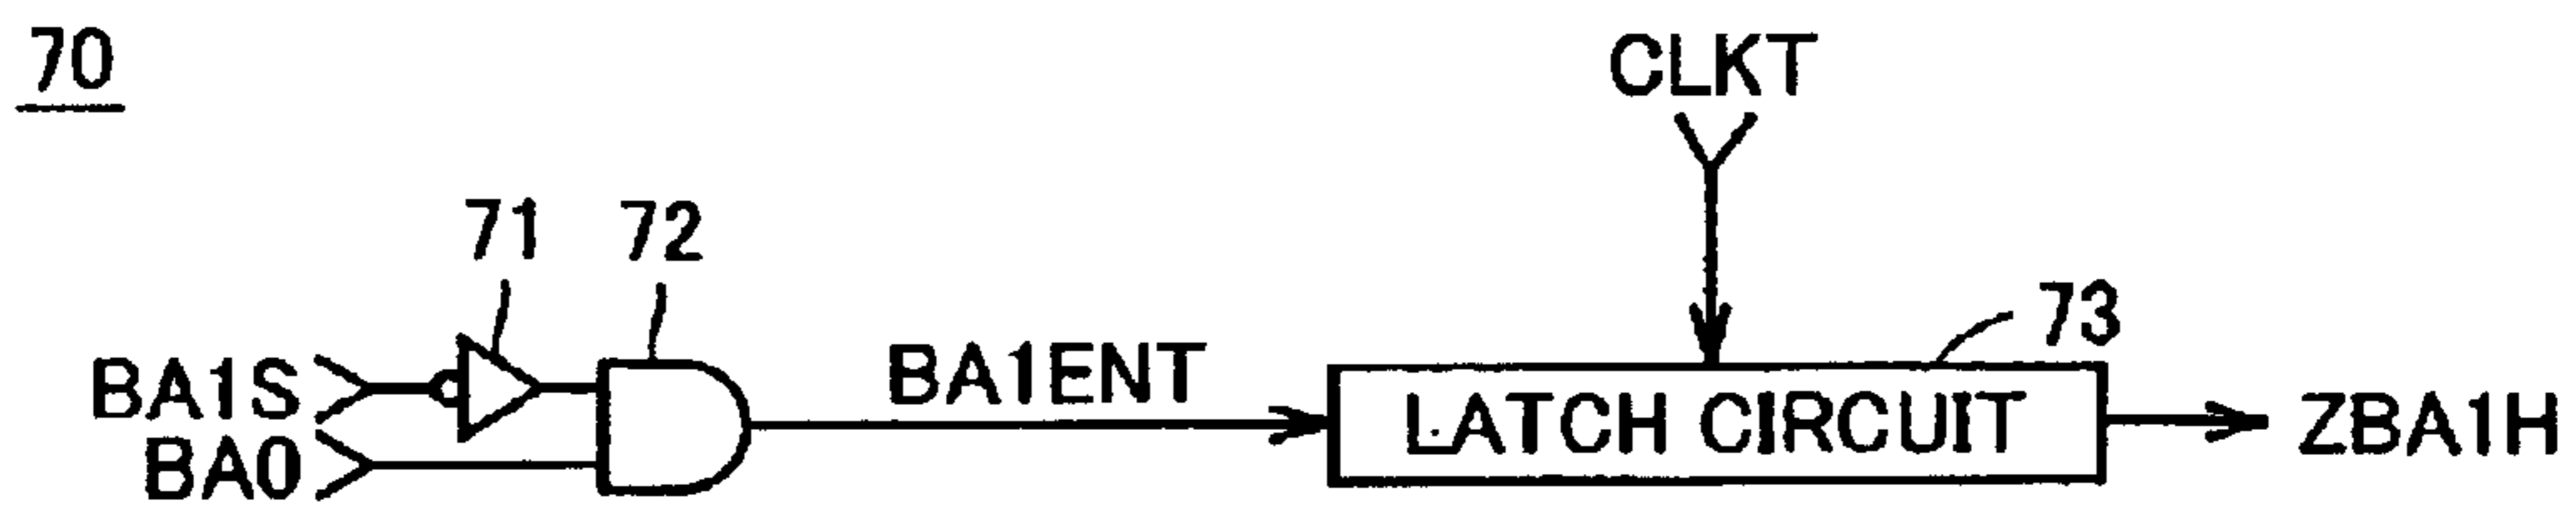 70
CLKT
71
72
73
BA1S
BA0
BA1ENT
LATCH CIRCUIT
ZBA1H